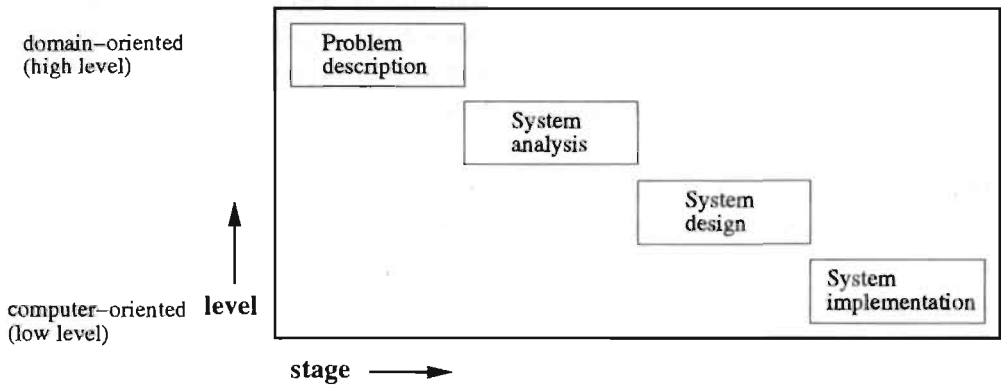 domain-oriented
(high level)
Problem
description
System
analysis
System
design
System
implementation
computer-oriented
(low level)
level
stage